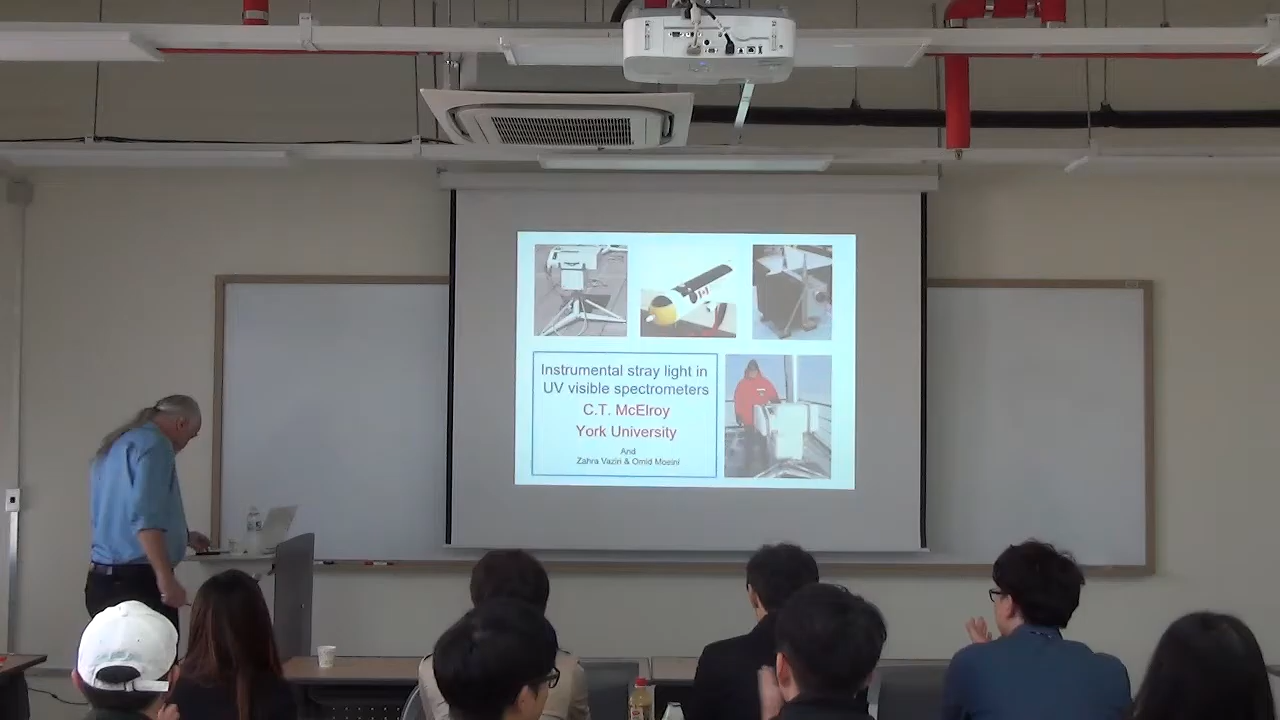 Instrumental stray light in
UV visible spectrometers
C.T. McElroy
York University
And
Zahra Vaziri & Omid Moeini